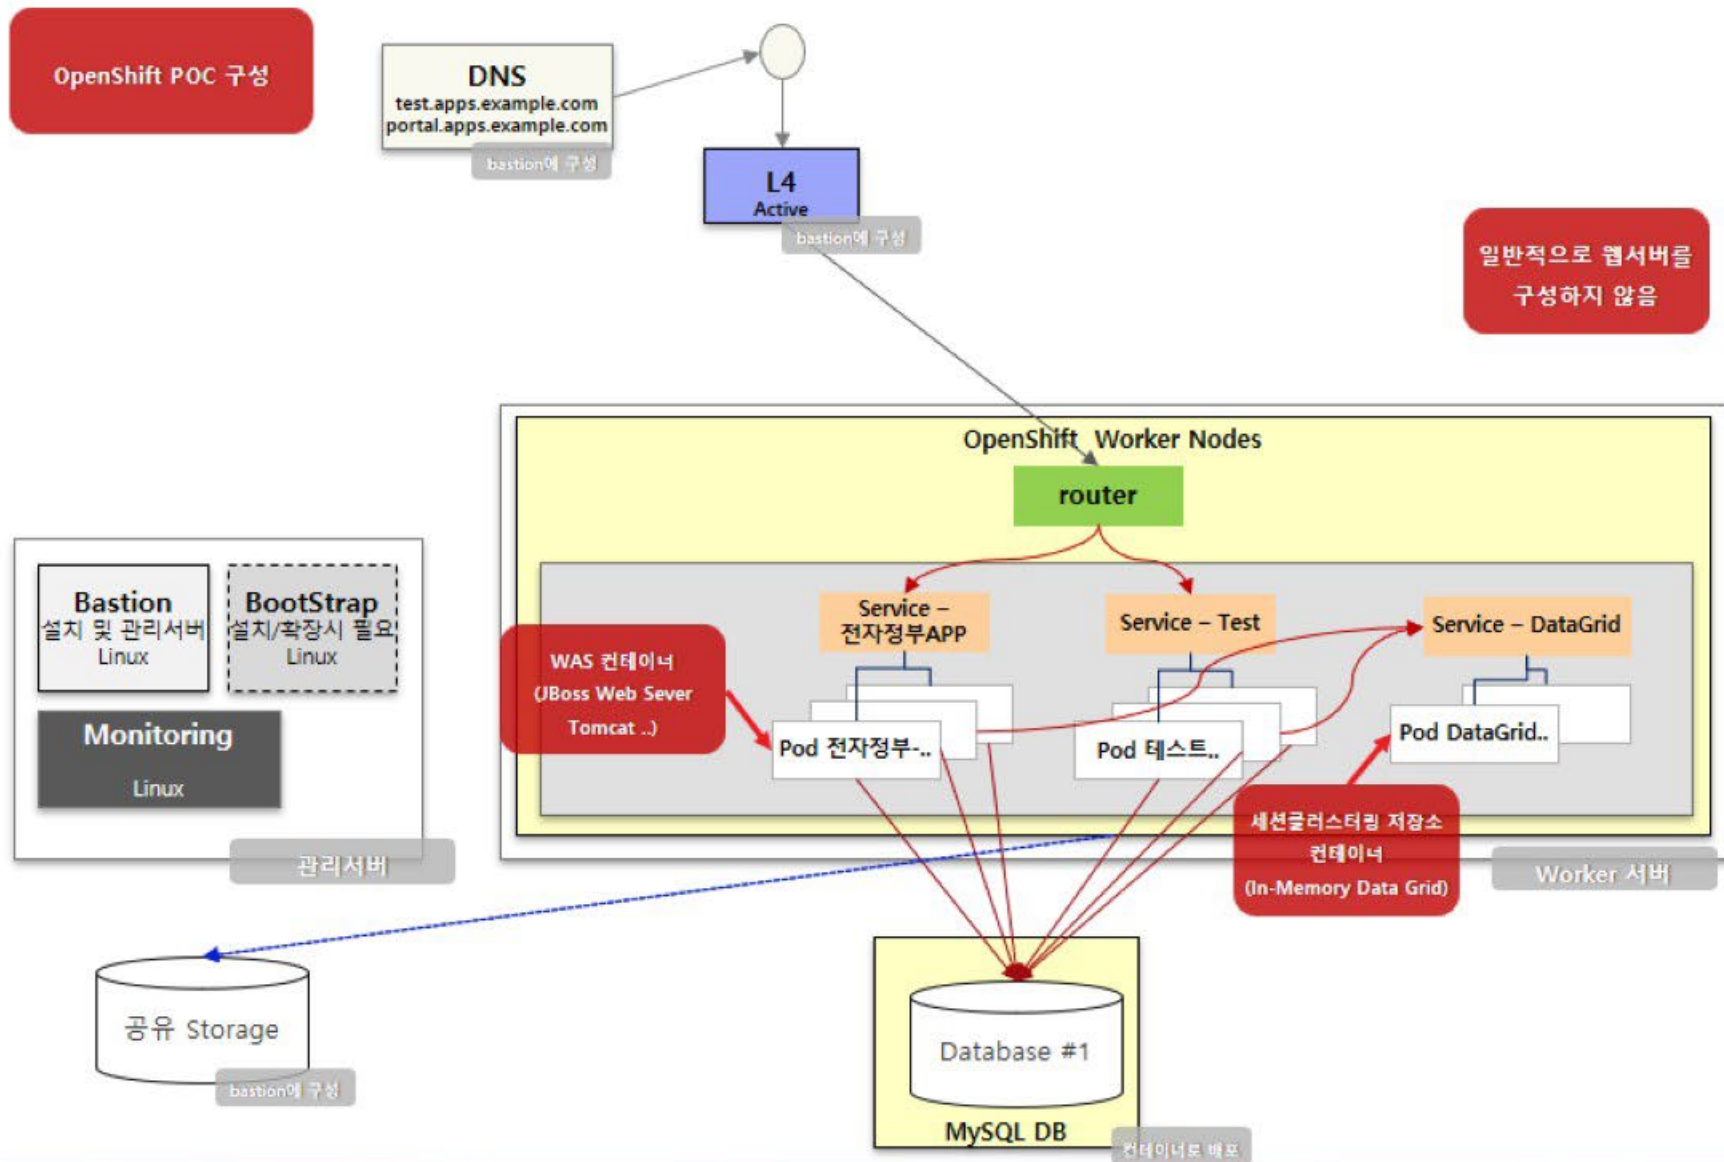 OpenShift POC 구성
DNS
test.apps.example.com
portal.apps.example.com
bastion에 구성
L4
Active
bastion에 구성
일반적으로 웹서버를
구성하지 않음
OpenShift Worker Nodes
router
Bastion
설치 및 관리서버
Linux
BootStrap
설치/확장시 필요
Linux
Monitoring
Linux
관리서버
Service –
전자정부APP
Service – Test
Service – DataGrid
WAS 컨테이너
(JBoss Web Sever
Tomcat ..)
Pod 전자정부-..
Pod 테스트..
Pod DataGrid..
세션클러스터링 저장소
컨테이너
(In-Memory Data Grid)
Worker 서버
공유 Storage
bastion에 구성
Database #1
MySQL DB
컨테이너로 배포